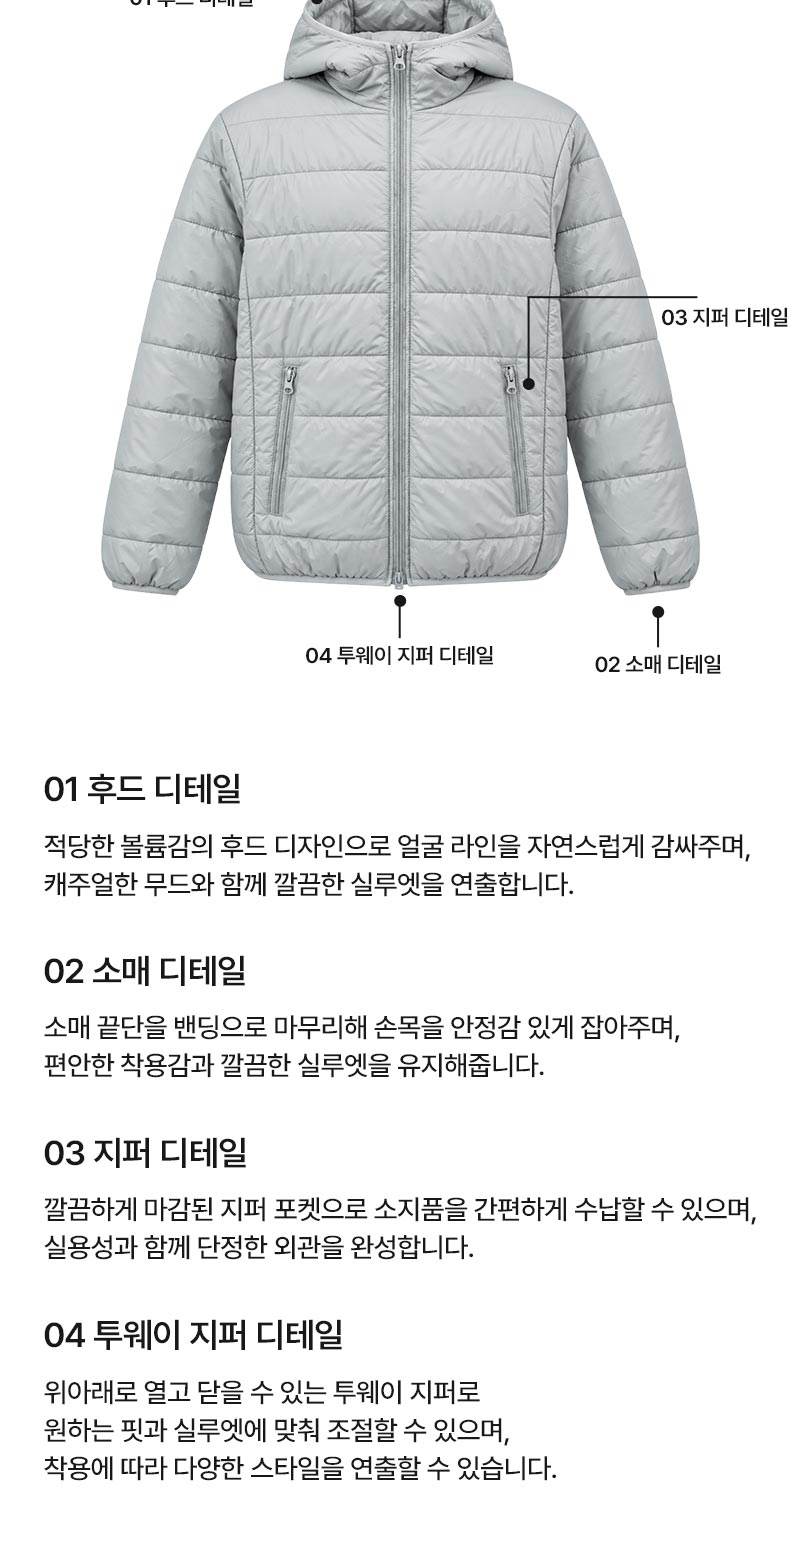 03 지퍼 디테일
04 투웨이 지퍼 디테일
02 소매 디테일
01 후드 디테일
적당한 볼륨감의 후드 디자인으로 얼굴 라인을 자연스럽게 감싸주며,
캐주얼한 무드와 함께 깔끔한 실루엣을 연출합니다.
02 소매 디테일
소매 끝단을 밴딩으로 마무리해 손목을 안정감 있게 잡아주며,
편안한 착용감과 깔끔한 실루엣을 유지해줍니다.
03 지퍼 디테일
깔끔하게 마감된 지퍼 포켓으로 소지품을 간편하게 수납할 수 있으며,
실용성과 함께 단정한 외관을 완성합니다.
04 투웨이 지퍼 디테일
위아래로 열고 닫을 수 있는 투웨이 지퍼로
원하는 핏과 실루엣에 맞춰 조절할 수 있으며,
착용에 따라 다양한 스타일을 연출할 수 있습니다.